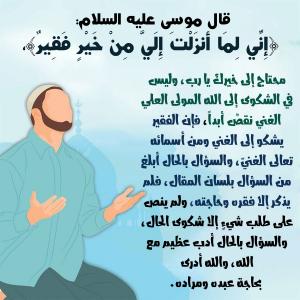 قال موسى عليه السلام:
﴿إِنِّي لِمَا أَنزَلْتَ إِلَيَّ مِنْ خَيْرٍ فَقِيرٌ﴾،
محتاج إلى خيرك يا رب، وليس
في الشكوى إلى الله المولى العلي
الغني نقصٌ أبداً، فإن الفقير
يشكو إلى الغني ومن أسمائه
تعالى الغني، والسؤال بالحال أبلغ
من السؤال بلسان المقال، فلم
يذكر إلا فقره وحاجته، ولم ينص
على طلب شيءٍ إلا شكوى الحال،
والسؤال بالحال أدب عظيم مع
الله، والله أدرى
بحاجة عبده ومراده.